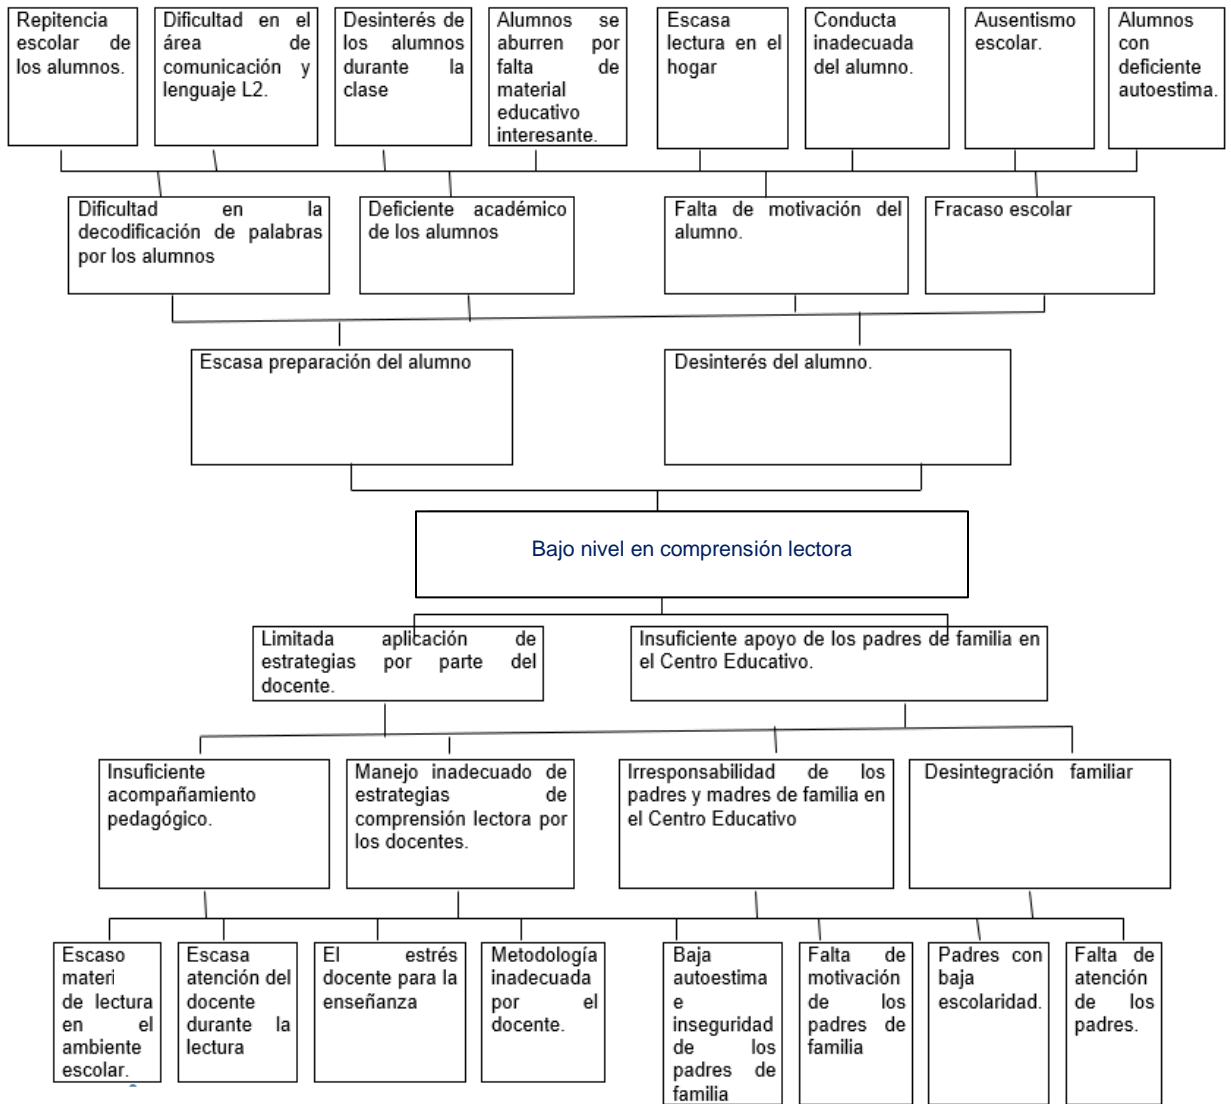 Repitencia
escolar de
los alumnos.
Dificultad en el
área de
comunicación y
lenguaje L2.
Desinterés de
los alumnos
durante la
clase
Alumnos se
aburren por
falta de
material
educativo
interesante.
Escasa
lectura en el
hogar
Conducta
inadecuada
del alumno.
Ausentismo
escolar.
Alumnos
con
deficiente
autoestima.
Dificultad en la
decodificación de palabras
por los alumnos
Deficiente académico
de los alumnos
Falta de motivación del
alumno.
Fracaso escolar
Escasa preparación del alumno
Desinterés del alumno.
Bajo nivel en comprensión lectora
Limitada aplicación de
estrategias por parte del
docente.
Insuficiente apoyo de los padres de familia en
el Centro Educativo.
Insuficiente
acompañamiento
pedagógico.
Manejo inadecuado de
estrategias de
comprensión lectora por
los docentes.
Irresponsabilidad de los
padres y madres de familia en
el Centro Educativo
Desintegración familiar
Escaso
materi
de lectura
en el
ambiente
escolar.
Escasa
atención del
docente
durante la
lectura
El estrés
docente para la
enseñanza
Metodología
inadecuada
por el
docente.
Baja
autoestima
e
inseguridad
de los
padres de
familia
Falta de
motivación
de los
padres de
familia
Padres con
baja
escolaridad.
Falta de
atención
de los
padres.